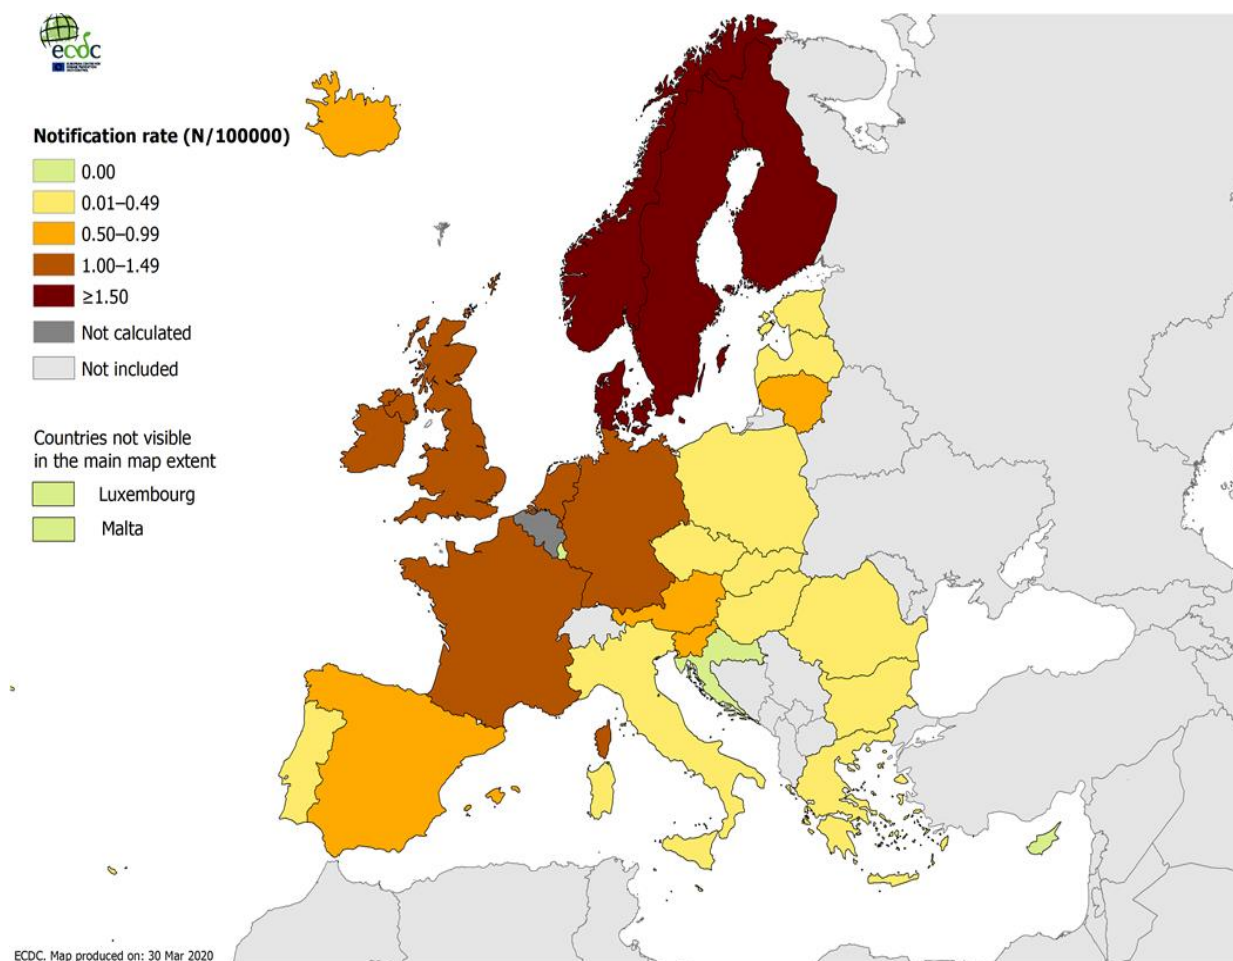 ecdc
Notification rate (N/100000)
0.00
0.01–0.49
0.50–0.99
1.00–1.49
≥1.50
Not calculated
Not included
Countries not visible
in the main map extent
Luxembourg
Malta
ECDC. Map produced on: 30 Mar 2020